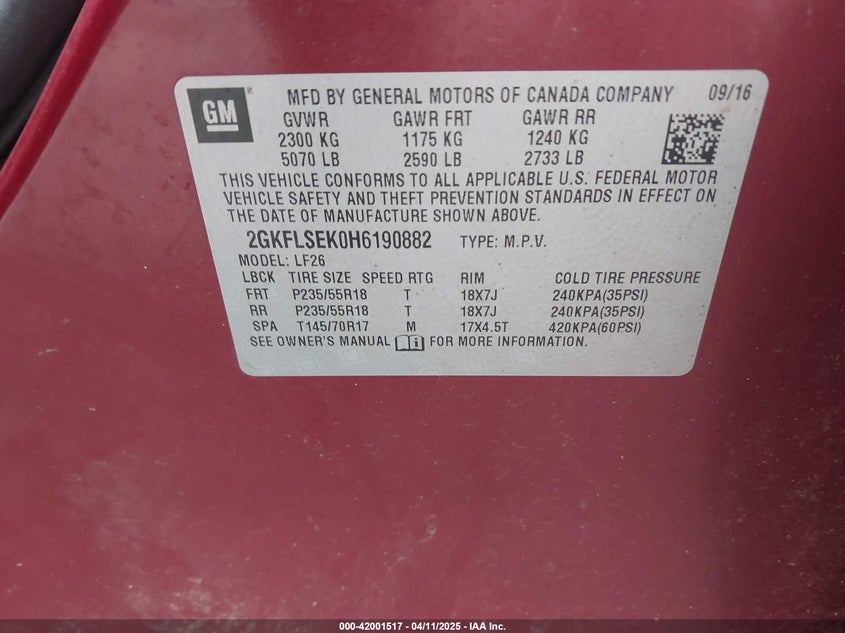 GM
MFD BY GENERAL MOTORS OF CANADA COMPANY 09/16
GVWR GAWR FRT GAWR RR
2300 KG 1175 KG 1240 KG
5070 LB 2590 LB 2733 LB
THIS VEHICLE CONFORMS TO ALL APPLICABLE U.S. FEDERAL MOTOR
VEHICLE SAFETY AND THEFT PREVENTION STANDARDS IN EFFECT ON
THE DATE OF MANUFACTURE SHOWN ABOVE.
2GKFLSEK0H6190882 TYPE: M.P.V.
MODEL: LF26
LBCK TIRE SIZE SPEED RTG RIM COLD TIRE PRESSURE
FRT P235/55R18 T 18X7J 240KPA(35PSI)
RR P235/55R18 T 18X7J 240KPA(35PSI)
SPA T145/70R17 M 17X4.5T 420KPA(60PSI)
SEE OWNER'S MANUAL FOR MORE INFORMATION.
000-42001517 - 04/11/2025 - IAA Inc.